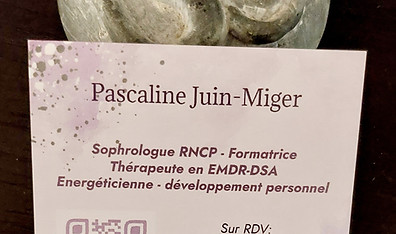 Pascaline Juin-Miger
Sophrologue RNCP - Formatrice
Thérapeute en EMDR-DSA
Energéticienne - développement personnel
Sur RDV: